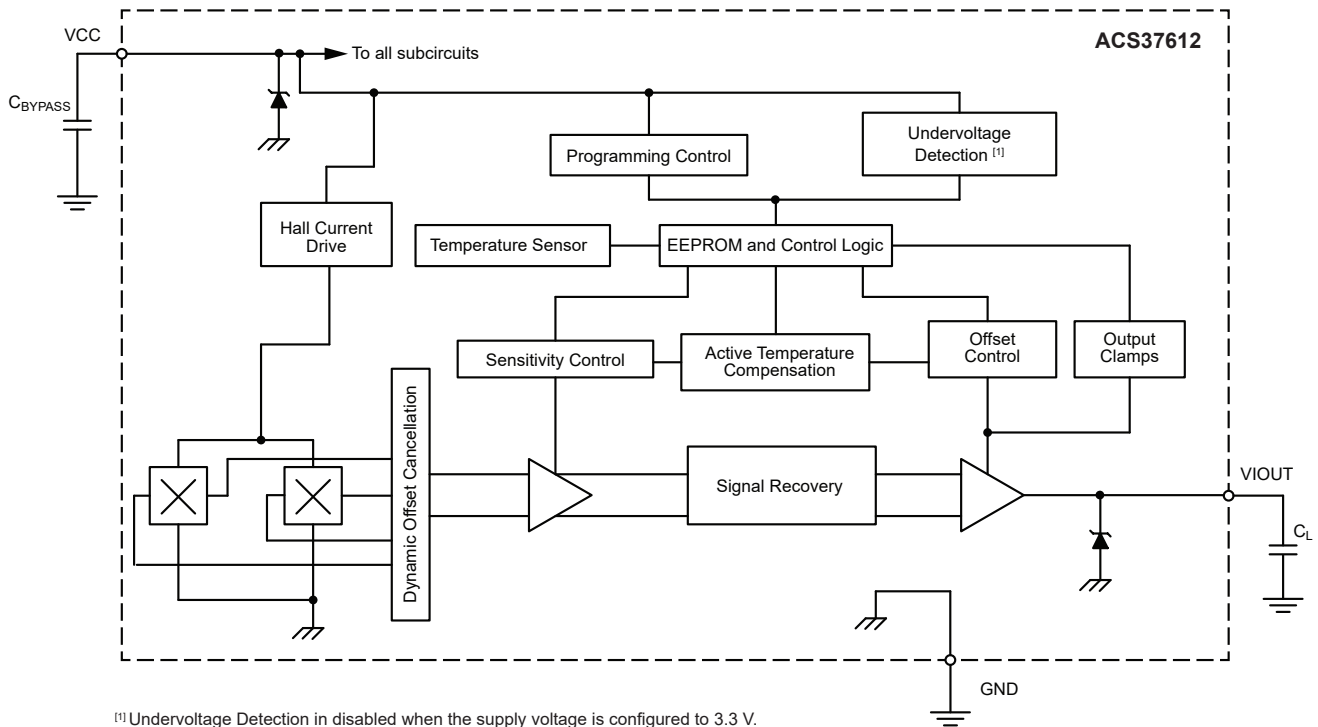 VCC
To all subcircuits
ACS37612
CBYPASS
Programming Control
Undervoltage
Detection [1]
Hall Current
Drive
Temperature Sensor
EEPROM and Control Logic
Sensitivity Control
Active Temperature
Compensation
Offset
Control
Output
Clamps
Dynamic Offset Cancellation
Signal Recovery
VIOUT
CL
GND
[1] Undervoltage Detection in disabled when the supply voltage is configured to 3.3 V.